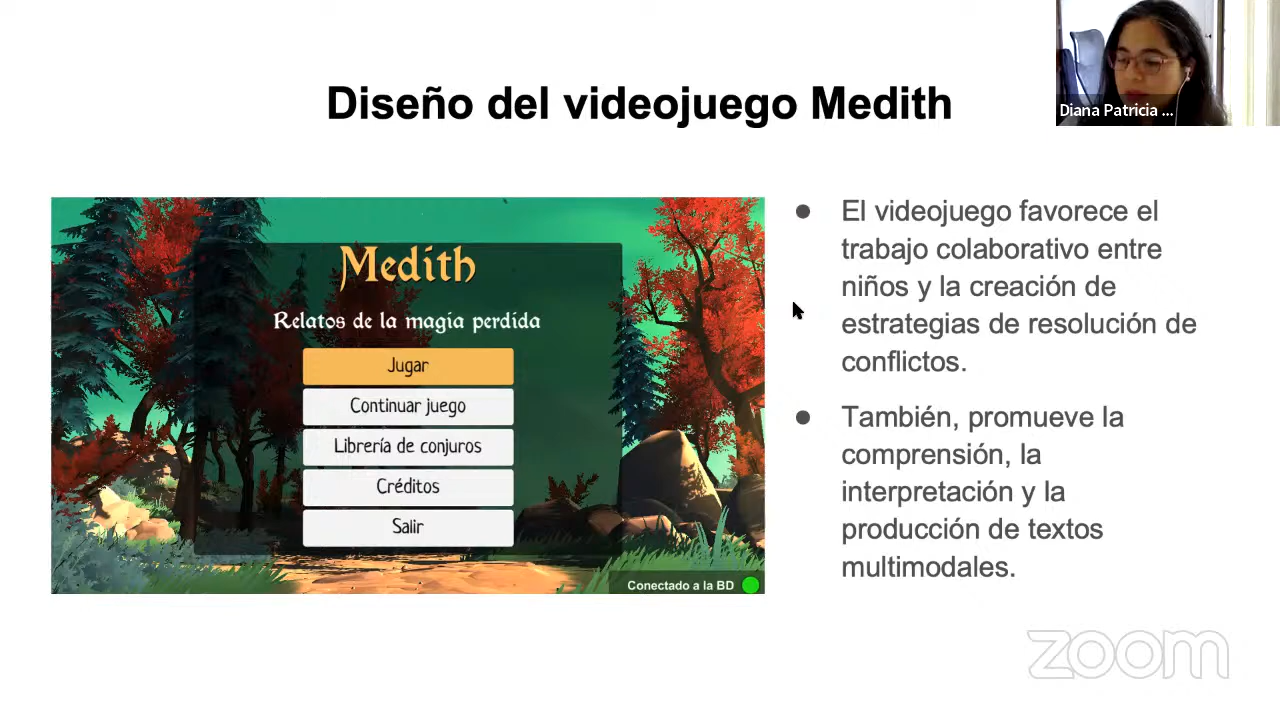 Diseño del videojuego Medith
Diana Patricia ...
Medith
Relatos de la magia perdida
Jugar
Continuar juego
Librería de conjuros
Créditos
Salir
Conectado a la BD
El videojuego favorece el
trabajo colaborativo entre
niños y la creación de
estrategias de resolución de
conflictos.
También, promueve la
comprensión, la
interpretación y la
producción de textos
multimodales.
zoom